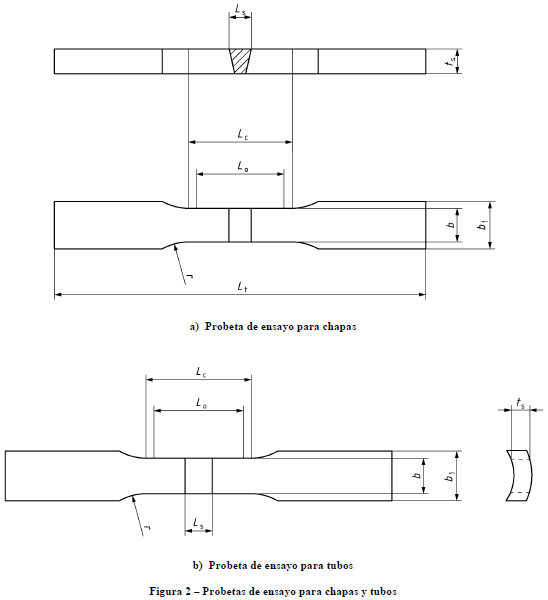 Ls
ts
Lc
Lo
b
b1
r
Lt
a) Probeta de ensayo para chapas
Lc
Lo
ts
b
b1
r
Ls
b) Probeta de ensayo para tubos
Figura 2 – Probetas de ensayo para chapas y tubos